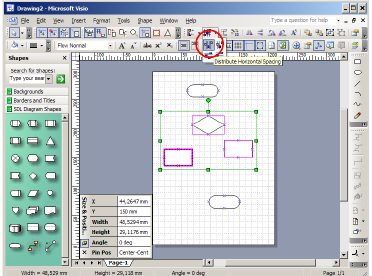 Drawing2 - Microsoft Visio
File Edit View Insert Format Tools Shape Window Help
Type a question for help
Flow Normal
Distribute Horizontal Spacing
Shapes
Search for Shapes:
Type your sear
Backgrounds
Borders and Titles
SDL Diagram Shapes
Size & Posit...
X 44,2647 mm
Y 150 mm
Width 48,5294 mm
Height 29,1176 mm
Angle 0 deg
Pin Pos Center-Cent
Page-1
Width = 48,529 mm Height = 29,118 mm Angle = 0 deg Page 1/1